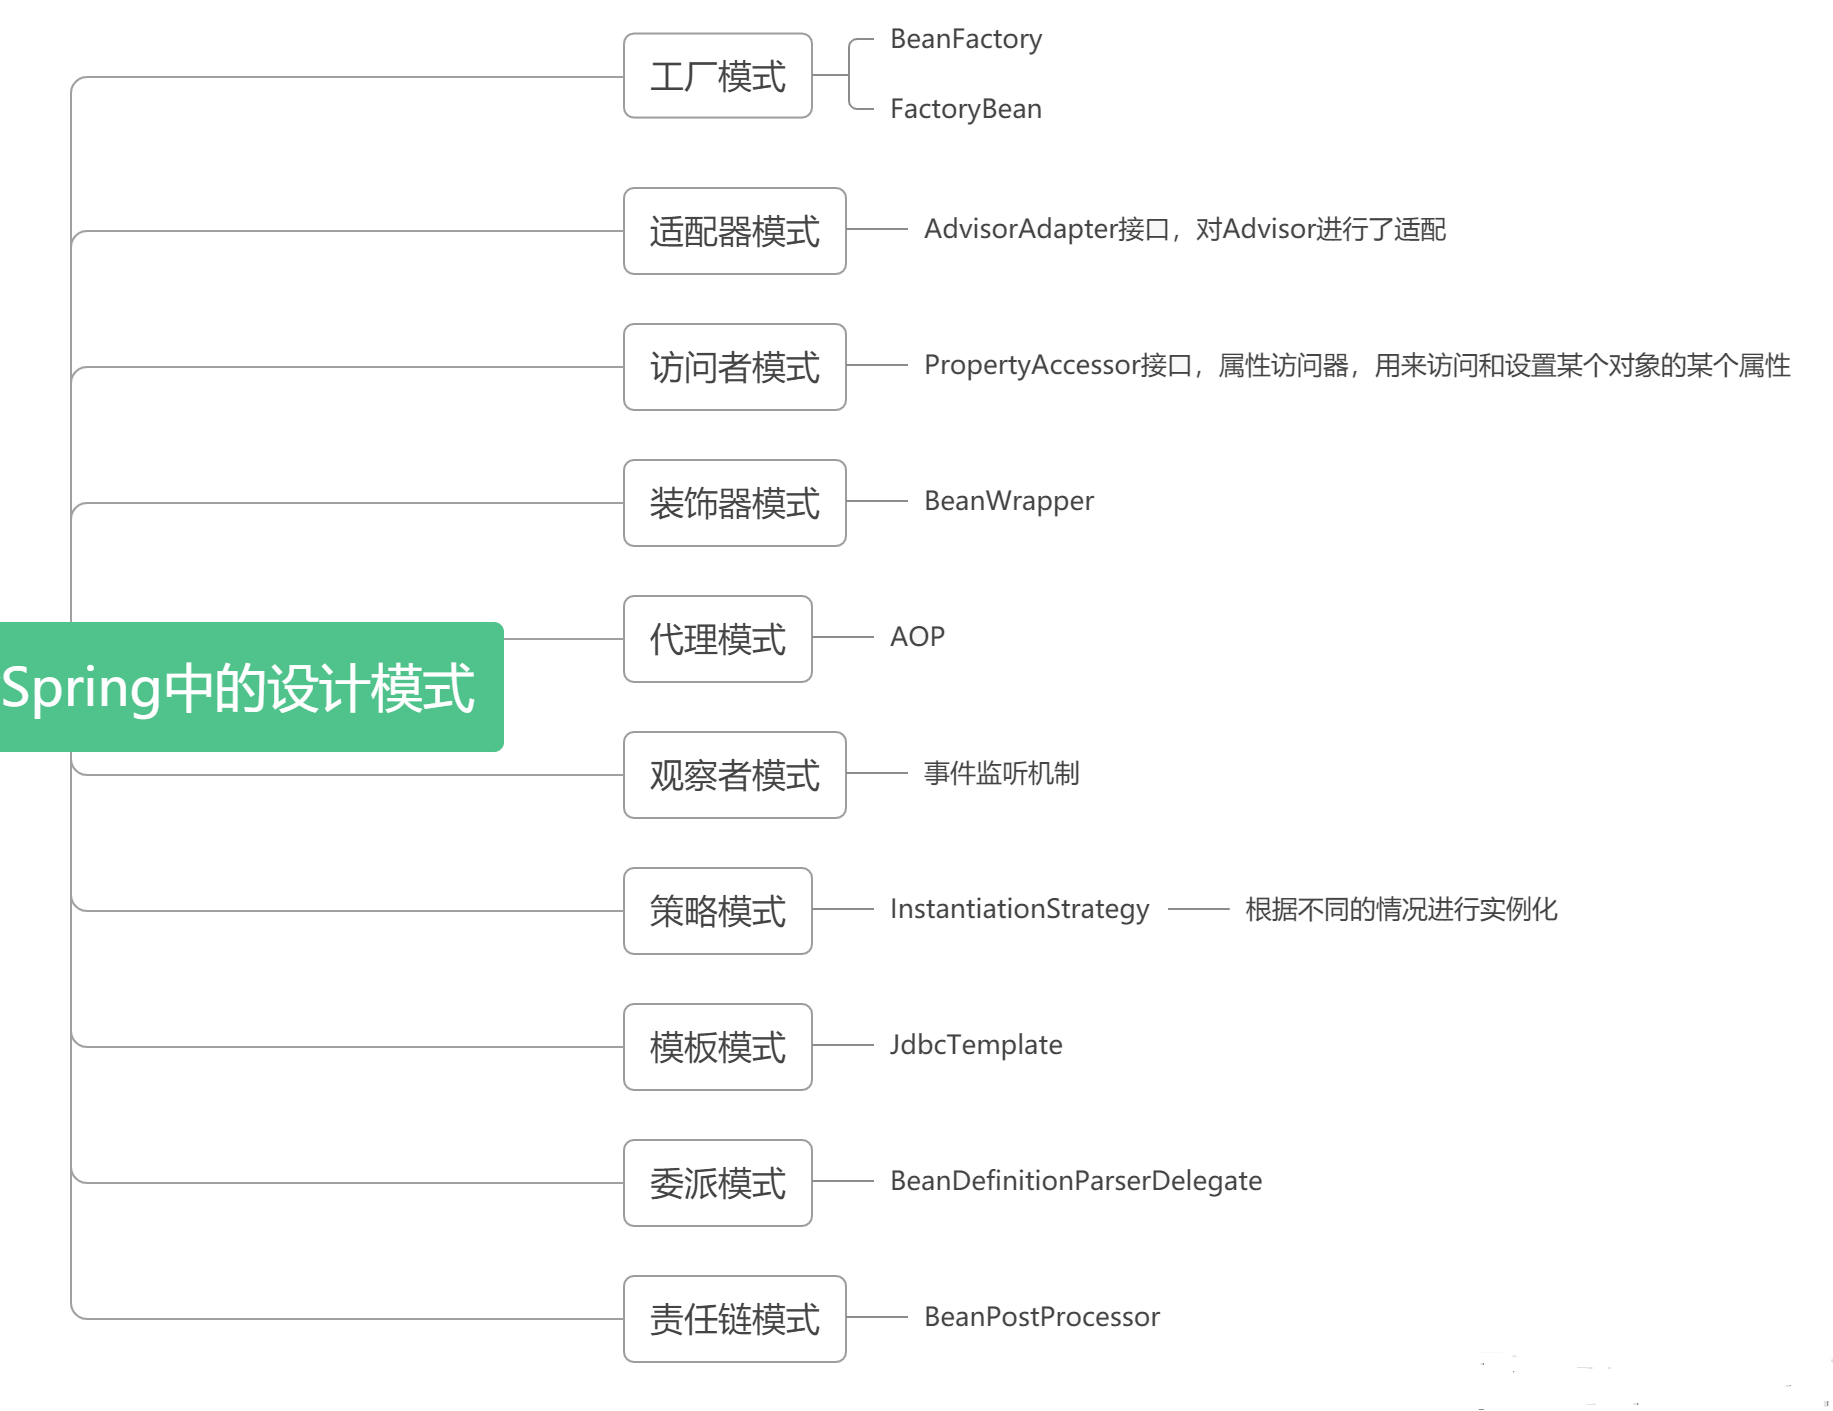 Spring中的设计模式
工厂模式
BeanFactory
FactoryBean
适配器模式
AdvisorAdapter接口，对Advisor进行了适配
访问者模式
PropertyAccessor接口，属性访问器，用来访问和设置某个对象的某个属性
装饰器模式
BeanWrapper
代理模式
AOP
观察者模式
事件监听机制
策略模式
InstantiationStrategy
根据不同的情况进行实例化
模板模式
JdbcTemplate
委派模式
BeanDefinitionParserDelegate
责任链模式
BeanPostProcessor